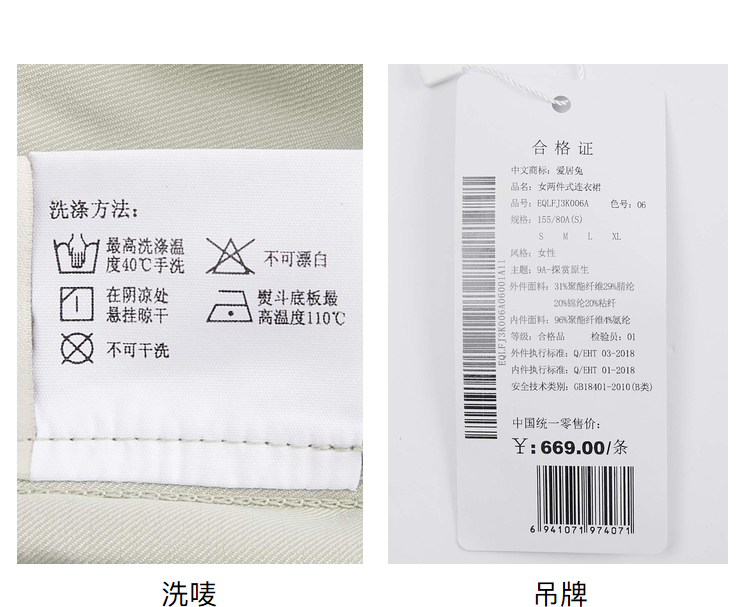 洗涤方法:
最高洗涤温
度40℃手洗
不可漂白
在阴凉处
悬挂晾干
熨斗底板最
高温度110℃
不可干洗
洗唛
合格证
中文商标: 爱居兔
品名: 女两件式连衣裙
品号: EQLFJ3K006A 色号: 06
规格: 155/80A(S)
S M L XL
风格: 女性
主题: 9A-探赏原生
外件面料: 31%聚酯纤维29%腈纶
20%锦纶20%粘纤
内件面料: 96%聚酯纤维4%氨纶
等级: 合格品 检验员: 01
外件执行标准: Q/EHT 03-2018
内件执行标准: Q/EHT 01-2018
安全技术类别: GB18401-2010(B类)
EQLFJ3K006A06001A11
中国统一零售价:
¥:669.00/条
6 941071 974071
吊牌